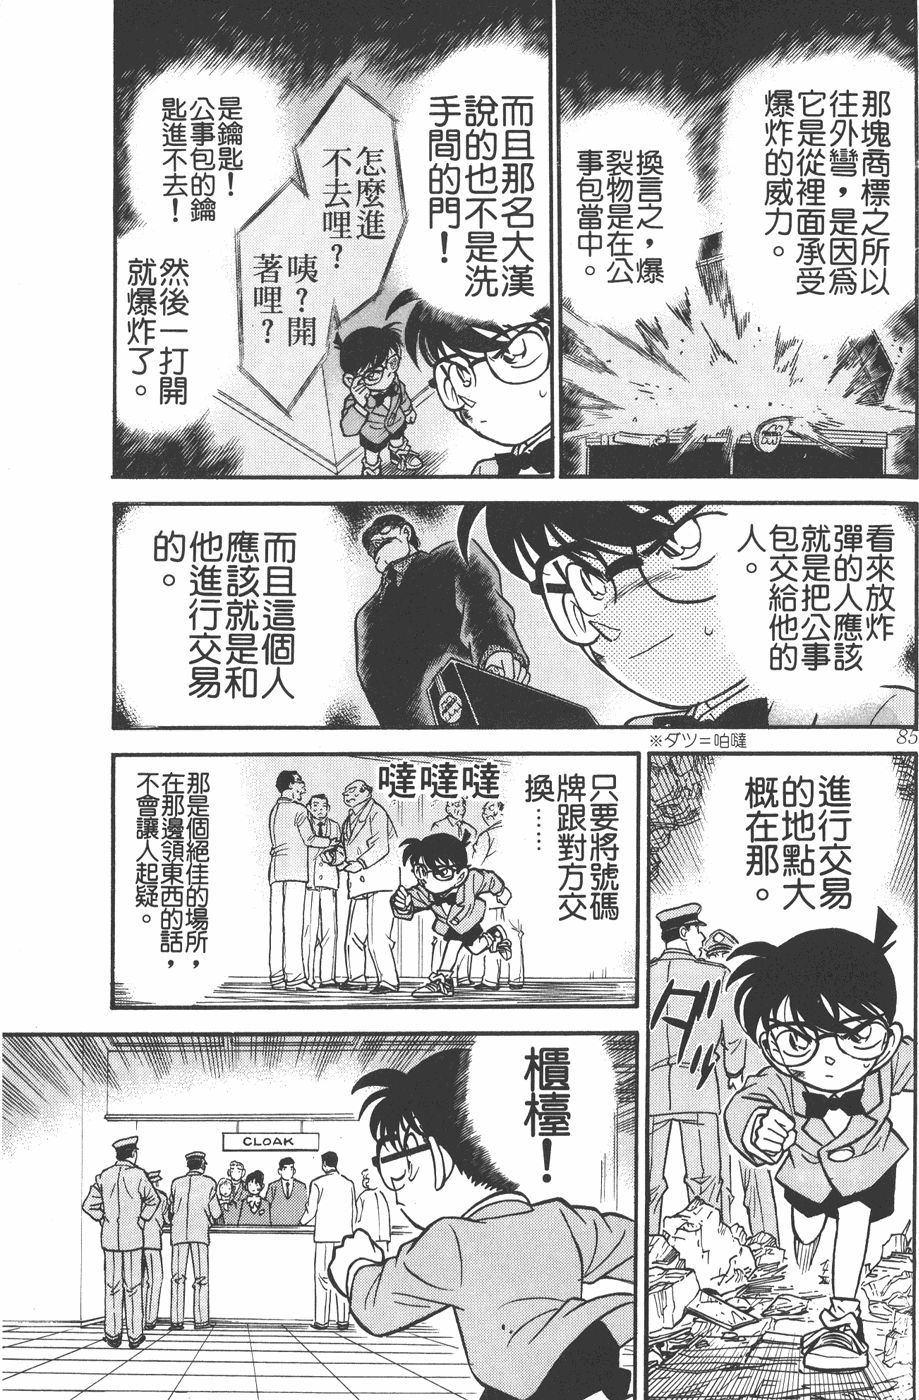 那塊商標之所以
往外彎，是因為
它是從裡面承受
爆炸的威力。
換言之，爆
裂物是在公
事包當中。
而且那名大漢
說的也不是洗
手間的門！
怎麼進
不去哩？
咦？開
著哩？
是鑰匙！
公事包的鑰
匙進不去！
然後一打開
就爆炸了。
看來放炸
彈的人應該
就是把公事
包交給他的
人。
而且這個人
應該就是和
他進行交易
的。
※ダツ＝啪噠
85
進行交易
的地點大
概在那。
ダッ
只要將號碼
牌跟對方交
換……
噠噠噠
那是個絕佳的場所，
在那邊領東西的話，
不會讓人起疑。
櫃檯！
CLOAK